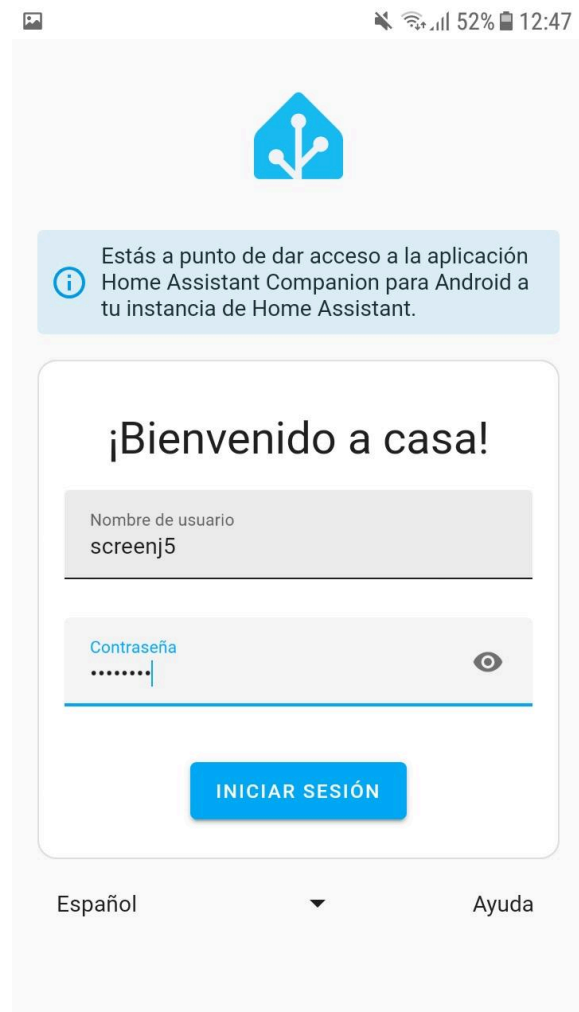 52% 12:47
Estás a punto de dar acceso a la aplicación
Home Assistant Companion para Android a
tu instancia de Home Assistant.
¡Bienvenido a casa!
Nombre de usuario
screenj5
Contraseña
••••••••
INICIAR SESIÓN
Español
Ayuda